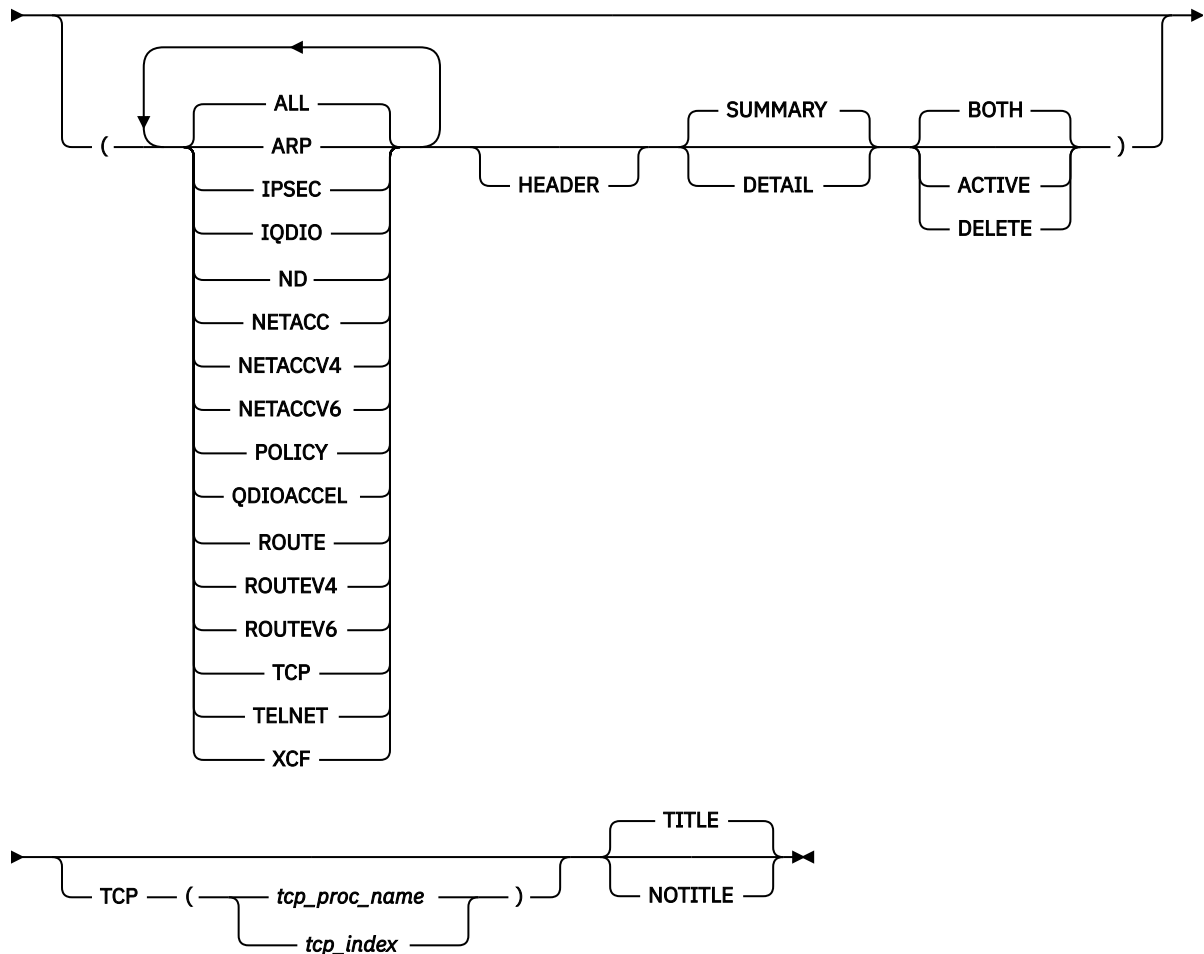 ALL
SUMMARY
BOTH
(
ARP
)
IPSEC
HEADER
DETAIL
ACTIVE
IQDIO
DELETE
ND
NETACC
NETACCV4
NETACCV6
POLICY
QDIOACCEL
ROUTE
ROUTEV4
ROUTEV6
TCP
TELNET
XCF
TITLE
TCP ( tcp_proc_name )
NOTITLE
tcp_index